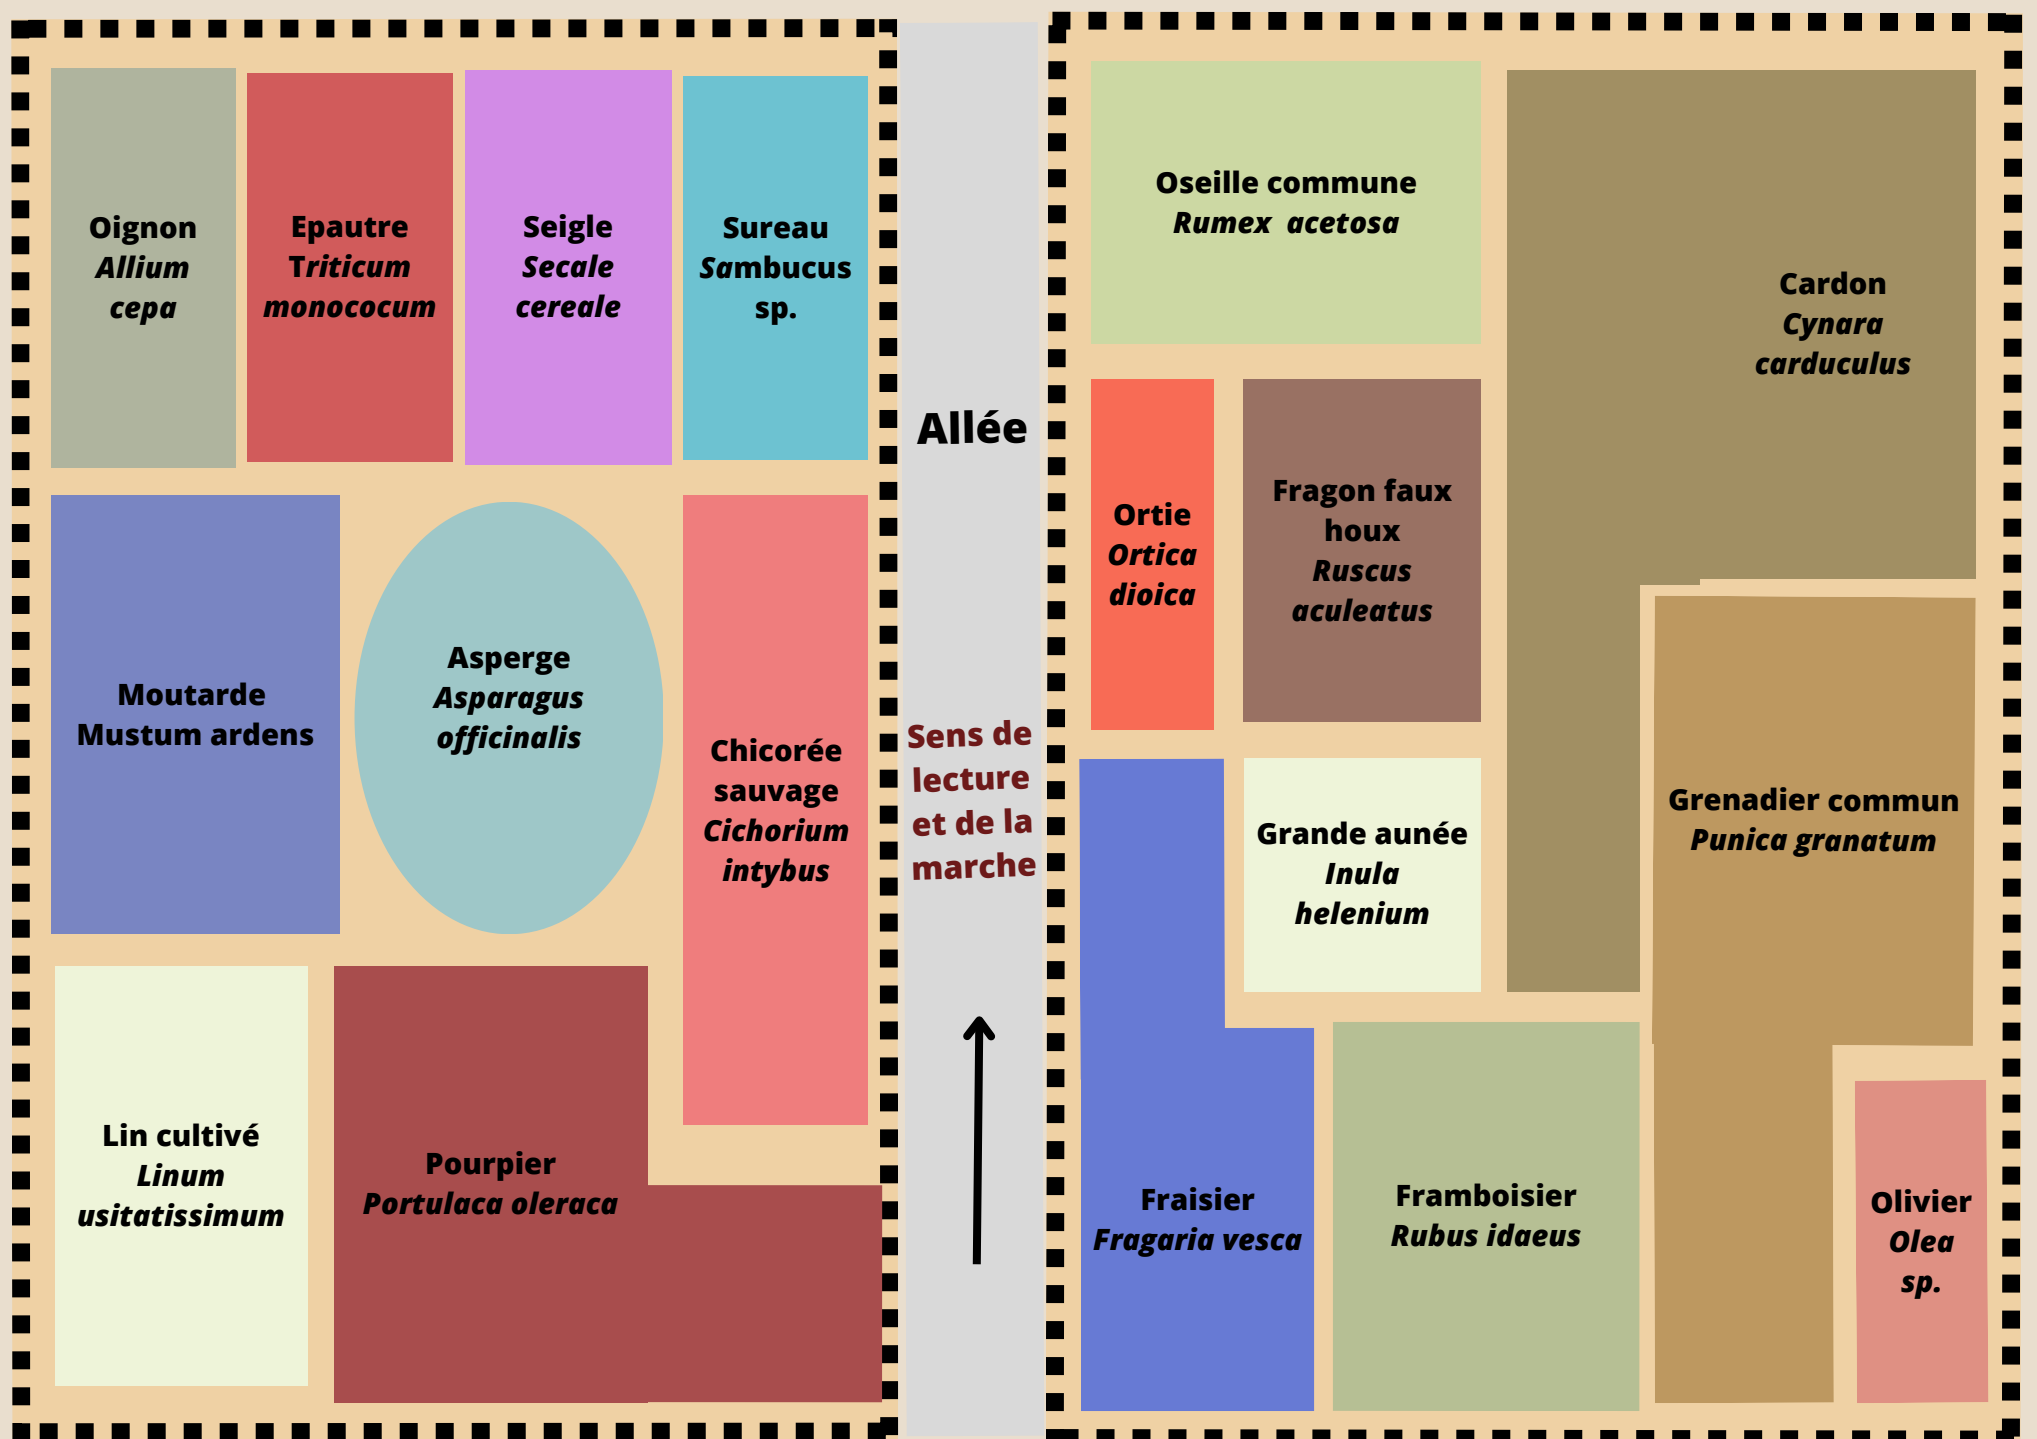 Oignon
Allium
cepa
Epautre
Triticum
monococum
Seigle
Secale
cereale
Sureau
Sambucus
sp.
Moutarde
Mustum ardens
Asperge
Asparagus
officinalis
Chicorée
sauvage
Cichorium
intybus
Lin cultivé
Linum
usitatissimum
Pourpier
Portulaca oleraca
Allée
Sens de
lecture
et de la
marche
Oseille commune
Rumex  acetosa
Cardon
Cynara
carduculus
Ortie
Ortica
dioica
Fragon faux
houx
Ruscus
aculeatus
Grande aunée
Inula
helenium
Grenadier commun
Punica granatum
Fraisier
Fragaria vesca
Framboisier
Rubus idaeus
Olivier
Olea
sp.